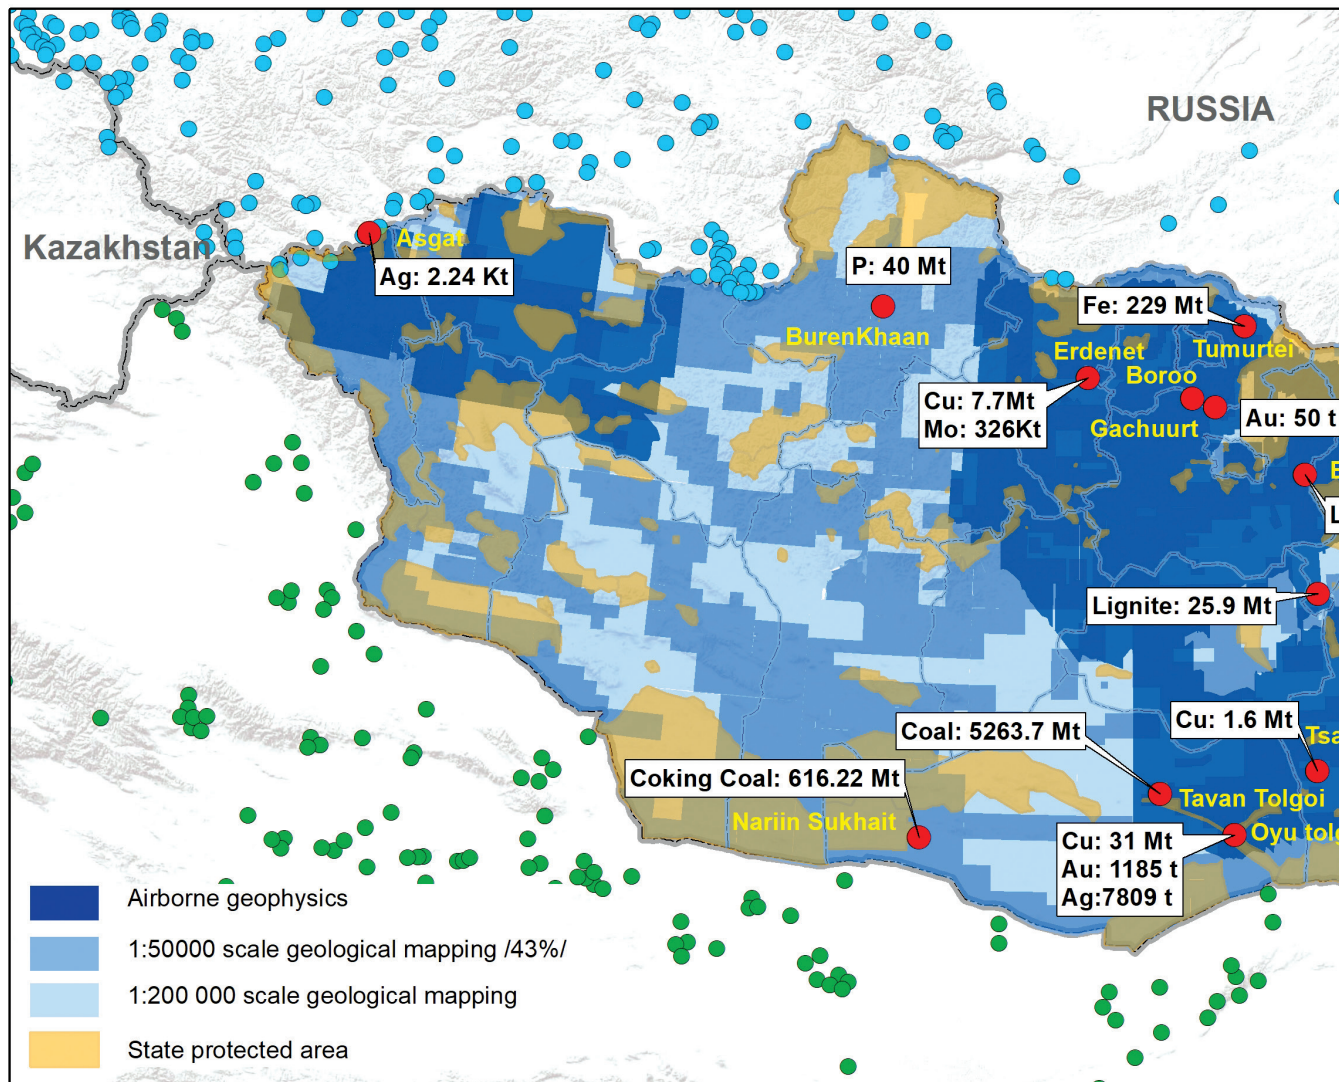 RUSSIA
Kazakhstan
Asgat
Ag: 2.24 Kt
P: 40 Mt
BurenKhaan
Fe: 229 Mt
Tumurtei
Erdenet
Boroo
Cu: 7.7Mt
Mo: 326Kt
Gachuurt
Au: 50 t
B
L
Lignite: 25.9 Mt
Cu: 1.6 Mt
Tsa
Coal: 5263.7 Mt
Coking Coal: 616.22 Mt
Tavan Tolgoi
Nariin Sukhait
Oyu tolg
Cu: 31 Mt
Au: 1185 t
Ag:7809 t
Airborne geophysics
1:50000 scale geological mapping /43%/
1:200 000 scale geological mapping
State protected area